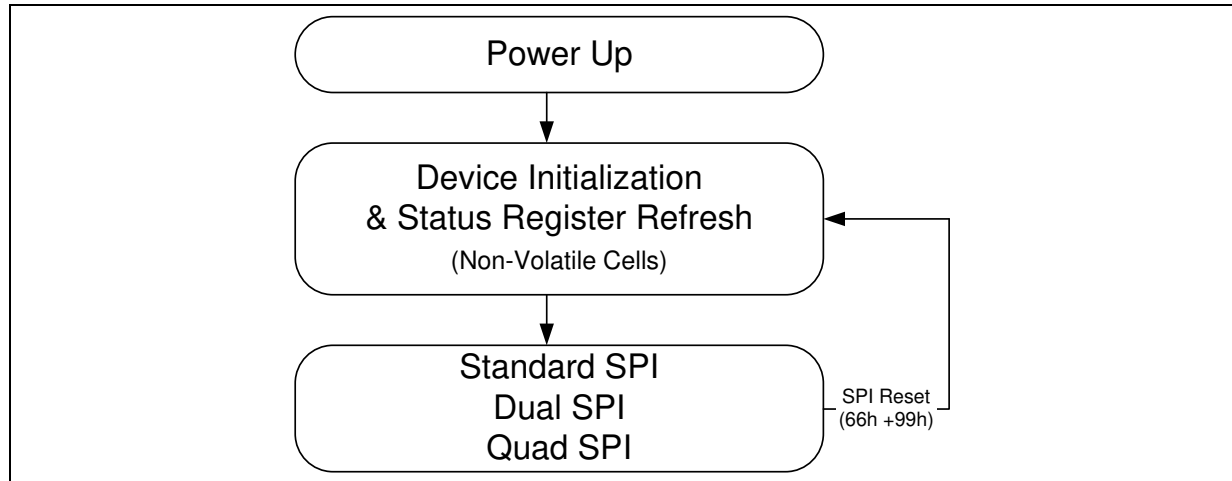 Power Up
Device Initialization
& Status Register Refresh
(Non-Volatile Cells)
Standard SPI
Dual SPI
Quad SPI
SPI Reset
(66h +99h)